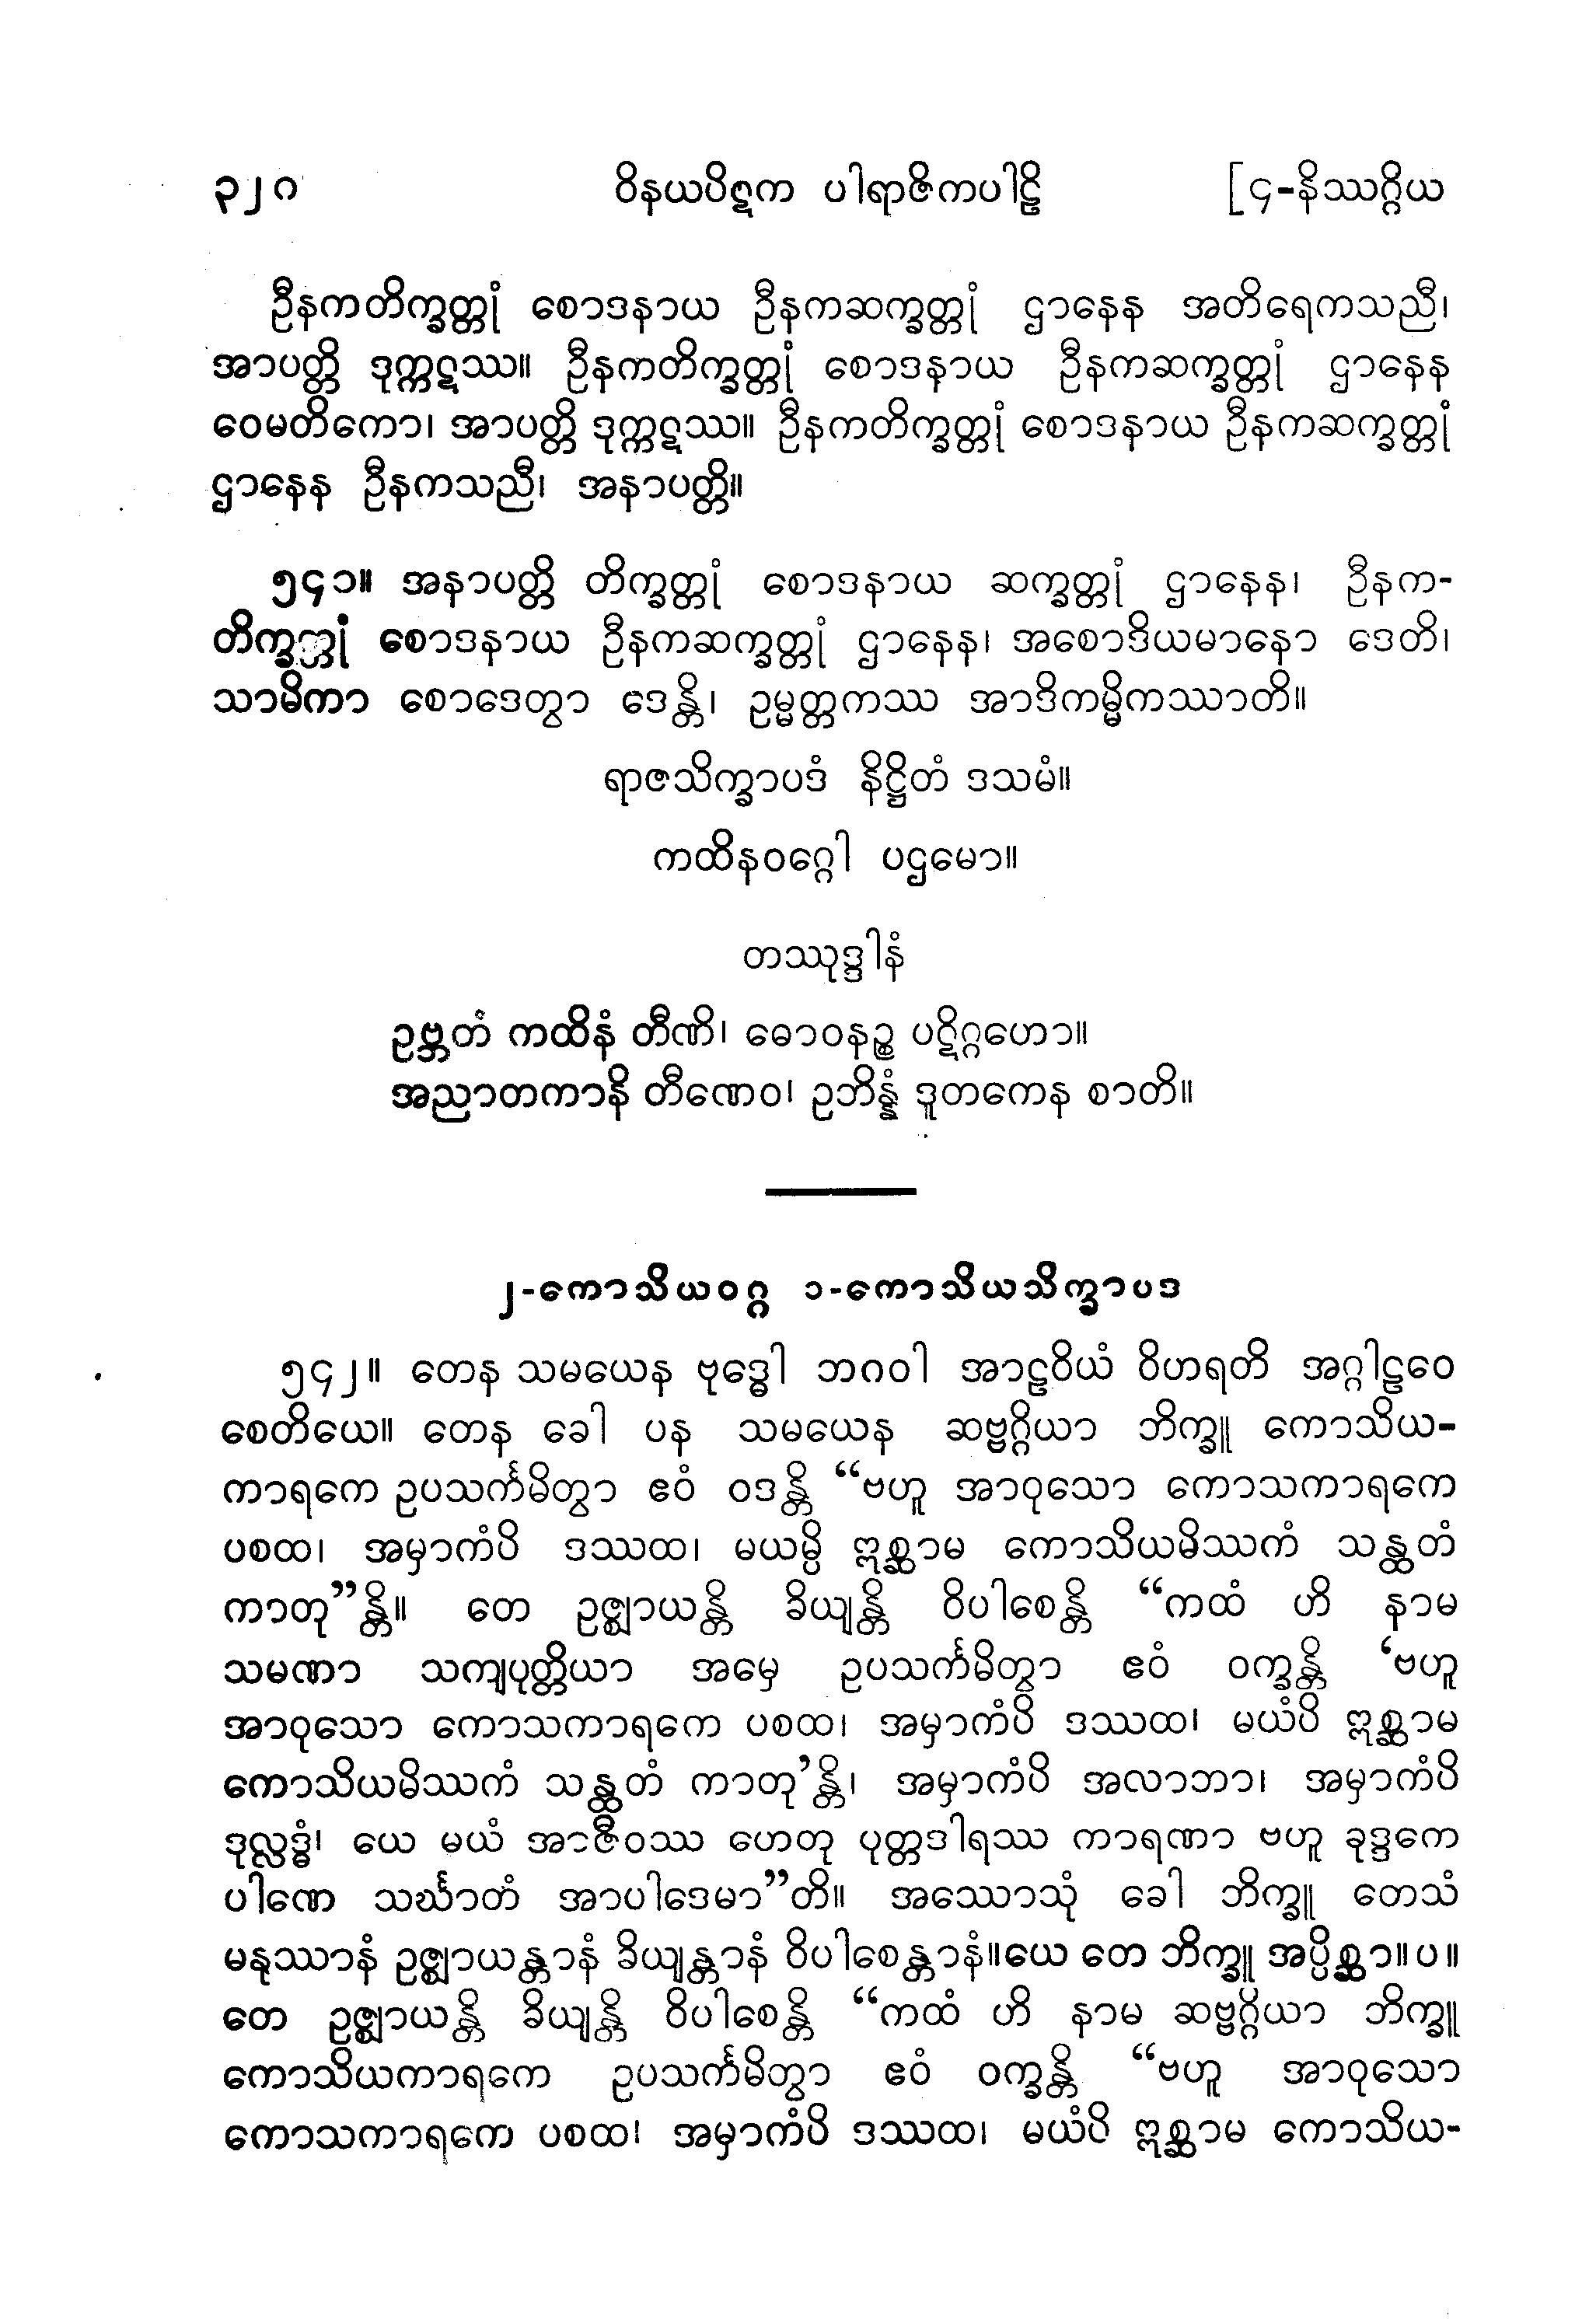 ၃၂၀ ဝိနယပိဋက ပါရာဇိကပါဠိ [၄-နိဿဂ္ဂိယ
ဦနကတိက္ခတ္တုံ စောဒနာယ ဦနကဆက္ခတ္တုံ ဌာနေန အတိရေကသညီ၊
အာပတ္တိ ဒုက္ကဋဿ။ ဦနကတိက္ခတ္တုံ စောဒနာယ ဦနကဆက္ခတ္တုံ ဌာနေန
ဝေမတိကော၊ အာပတ္တိ ဒုက္ကဋဿ။ ဦနကတိက္ခတ္တုံ စောဒနာယ ဦနကဆက္ခတ္တုံ
ဌာနေန ဦနကသညီ၊ အနာပတ္တိ။
၅၄၁။ အနာပတ္တိ တိက္ခတ္တုံ စောဒနာယ ဆက္ခတ္တုံ ဌာနေန၊ ဦနက-
တိက္ခတ္တုံ စောဒနာယ ဦနကဆက္ခတ္တုံ ဌာနေန၊ အစောဒိယမာနော ဒေတိ၊
သာမိကာ စောဒေတွာ ဒေန္တိ၊ ဥမ္မတ္တကဿ အာဒိကမ္မိကဿာတိ။
ရာဇသိက္ခာပဒံ နိဋ္ဌိတံ ဒသမံ။
ကထိနဝဂ္ဂေါ ပဌမော။
တဿုဒ္ဒါနံ
ဥဗ္ဘတံ ကထိနံ တီဏိ၊ ဓောဝနဉ္စ ပဋိဂ္ဂဟော။
အညာတကာနိ တီဏေဝ၊ ဥဘိန္နံ ဒူတကေန စာတိ။
၂-ကောသိယဝဂ္ဂ ၁-ကောသိယသိက္ခာပဒ
၅၄၂။ တေန သမယေန ဗုဒ္ဓေါ ဘဂဝါ အာဠဝိယံ ဝိဟရတိ အဂ္ဂါဠဝေ
စေတိယေ။ တေန ခေါ ပန သမယေန ဆဗ္ဗဂ္ဂိယာ ဘိက္ခူ ကောသိယ-
ကာရကေ ဥပသင်္ကမိတွာ ဧဝံ ဝဒန္တိ “ဗဟူ အာဝုသော ကောသကာရကေ
ပစထ၊ အမှာကံပိ ဒဿထ၊ မယမ္ပိ ဣစ္ဆာမ ကောသိယမိဿကံ သန္ထတံ
ကာတု”န္တိ။ တေ ဥဇ္ဈာယန္တိ ခိယျန္တိ ဝိပါစေန္တိ “ကထံ ဟိ နာမ
သမဏာ သကျပုတ္တိယာ အမှေ ဥပသင်္ကမိတွာ ဧဝံ ဝက္ခန္တိ ‘ဗဟူ
အာဝုသော ကောသကာရကေ ပစထ၊ အမှာကံပိ ဒဿထ၊ မယံပိ ဣစ္ဆာမ
ကောသိယမိဿကံ သန္ထတံ ကာတု’န္တိ၊ အမှာကံပိ အလာဘာ၊ အမှာကံပိ
ဒုလ္လဒ္ဓံ၊ ယေ မယံ အာဇီဝဿ ဟေတု ပုတ္တဒါရဿ ကာရဏာ ဗဟူ ခုဒ္ဒကေ
ပါဏေ သင်္ဃာတံ အာပါဒေမာ”တိ။ အဿောသုံ ခေါ ဘိက္ခူ တေသံ
မနုဿာနံ ဥဇ္ဈာယန္တာနံ ခိယျန္တာနံ ဝိပါစေန္တာနံ။ယေ တေ ဘိက္ခူ အပ္ပိစ္ဆာ။ပ။
တေ ဥဇ္ဈာယန္တိ ခိယျန္တိ ဝိပါစေန္တိ “ကထံ ဟိ နာမ ဆဗ္ဗဂ္ဂိယာ ဘိက္ခူ
ကောသိယကာရကေ ဥပသင်္ကမိတွာ ဧဝံ ဝက္ခန္တိ “ဗဟူ အာဝုသော
ကောသကာရကေ ပစထ၊ အမှာကံပိ ဒဿထ၊ မယံပိ ဣစ္ဆာမ ကောသိယ-